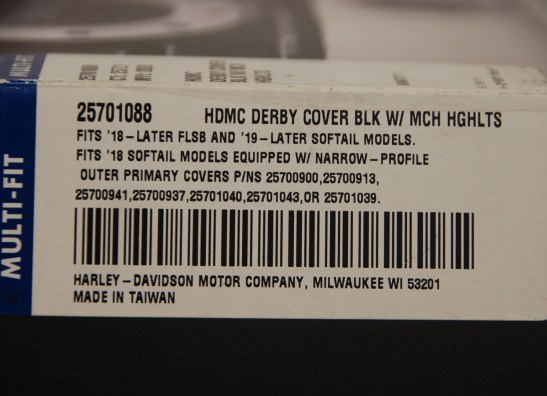 MULTI-FIT
25701088 HDMC DERBY COVER BLK W/ MCH HGHLTS
FITS '18-LATER FLSB AND '19-LATER SOFTAIL MODELS.
FITS '18 SOFTAIL MODELS EQUIPPED W/ NARROW-PROFILE
OUTER PRIMARY COVERS P/NS 25700900,25700913,
25700941,25700937,25701040,25701043,OR 25701039.
HARLEY-DAVIDSON MOTOR COMPANY, MILWAUKEE WI 53201
MADE IN TAIWAN
MULTI-FIT